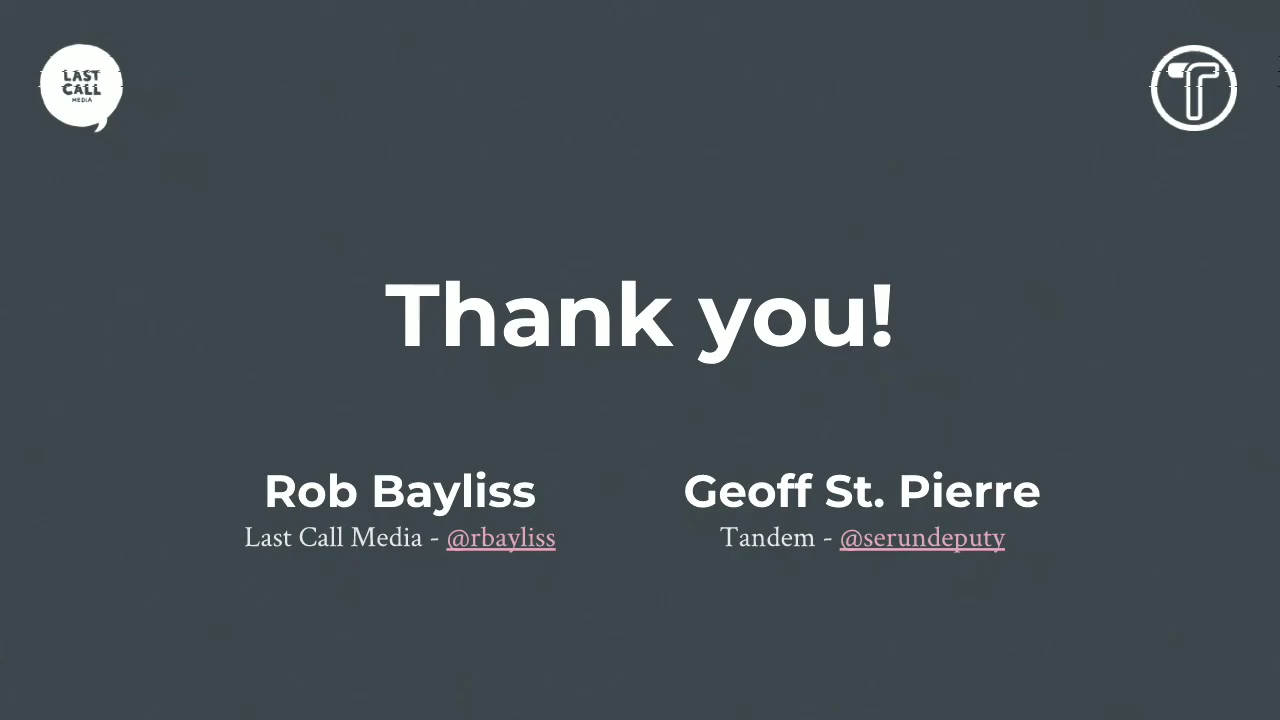 LAST
CALL
MEDIA
Thank you!
Rob Bayliss
Last Call Media - @rbayliss
Geoff St. Pierre
Tandem - @serundeputy